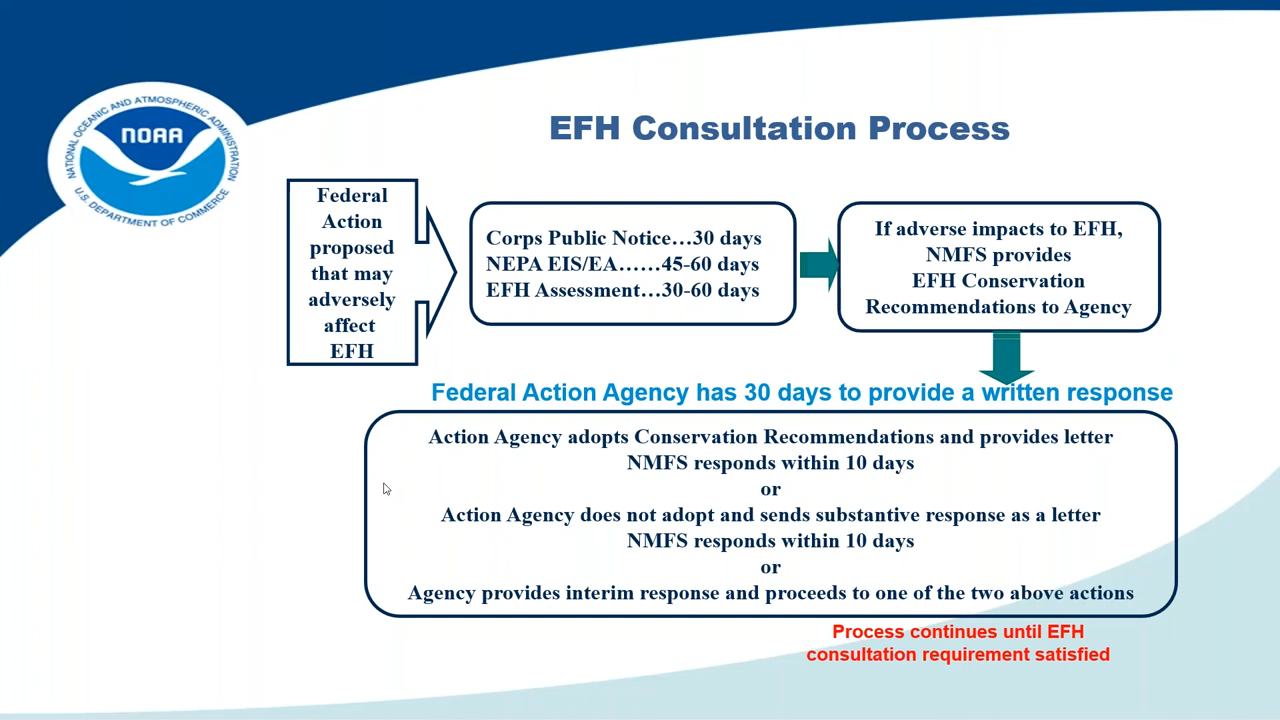 NATIONAL OCEANIC AND ATMOSPHERIC ADMINISTRATION
NOAA
U.S. DEPARTMENT OF COMMERCE
EFH Consultation Process
Federal
Action
proposed
that may
adversely
affect
EFH
Corps Public Notice…30 days
NEPA EIS/EA……45-60 days
EFH Assessment…30-60 days
If adverse impacts to EFH,
NMFS provides
EFH Conservation
Recommendations to Agency
Federal Action Agency has 30 days to provide a written response
Action Agency adopts Conservation Recommendations and provides letter
NMFS responds within 10 days
or
Action Agency does not adopt and sends substantive response as a letter
NMFS responds within 10 days
or
Agency provides interim response and proceeds to one of the two above actions
Process continues until EFH
consultation requirement satisfied